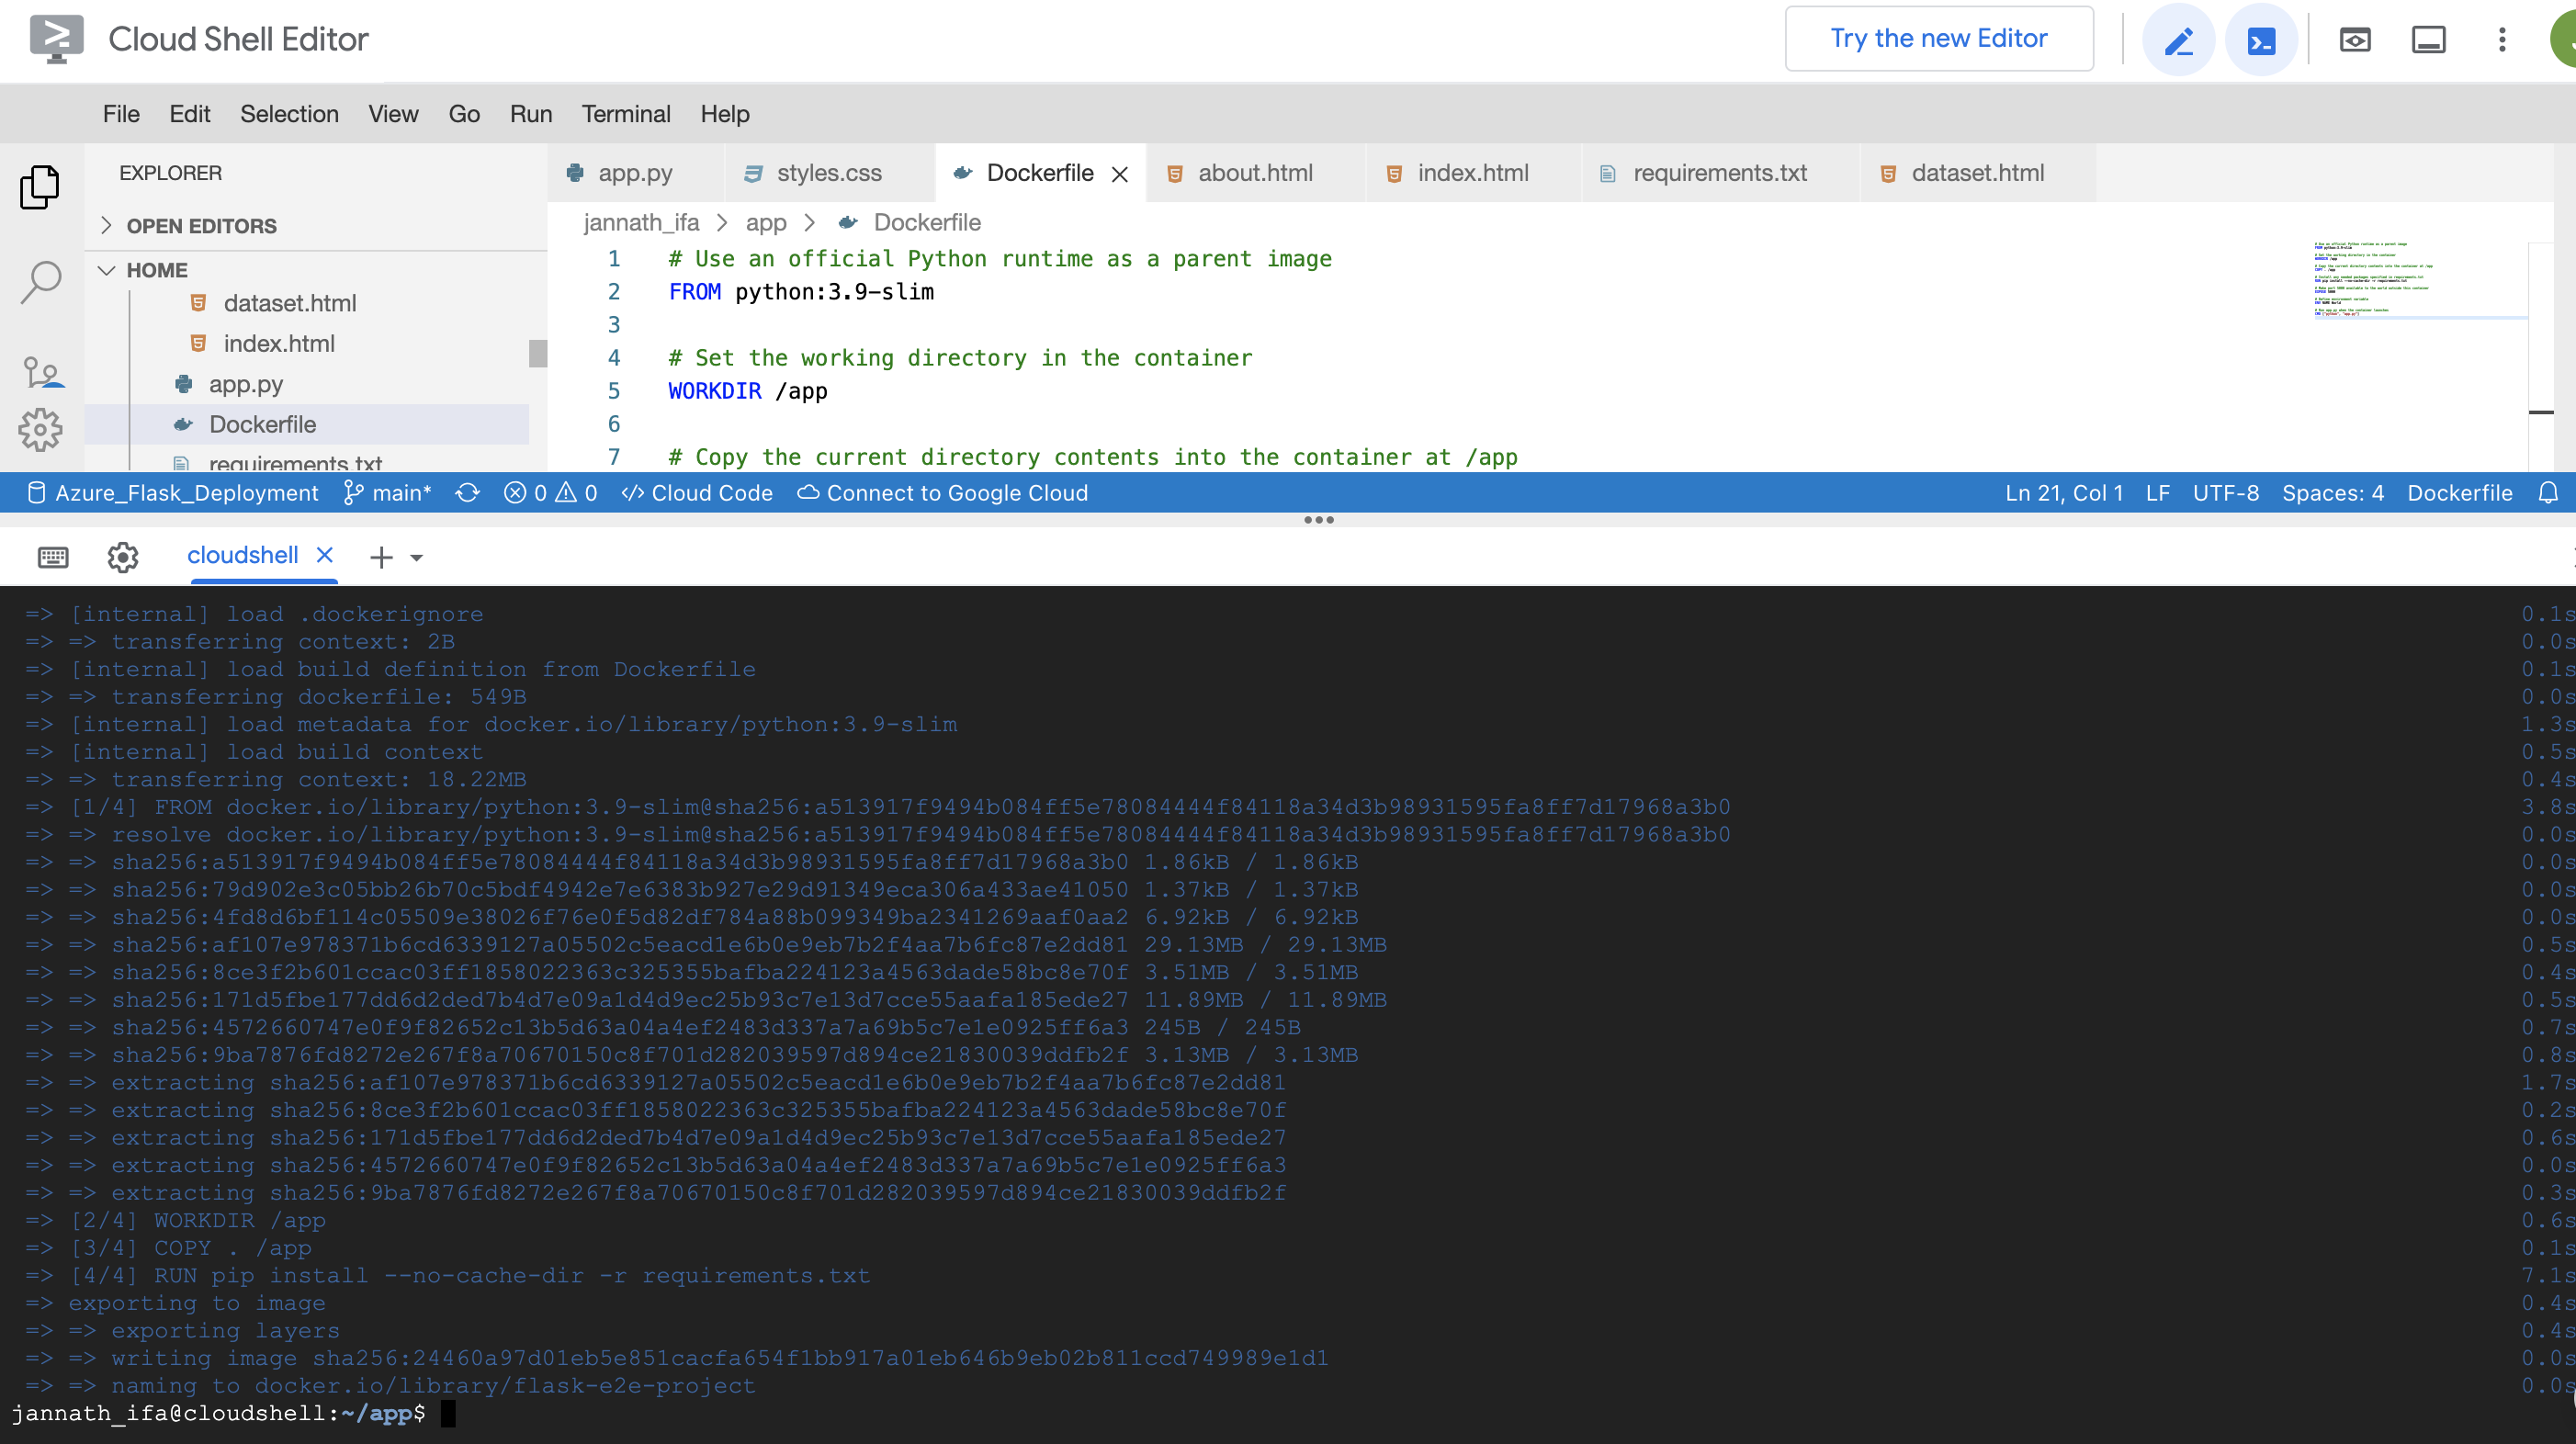 Cloud Shell Editor
Try the new Editor
File Edit Selection View Go Run Terminal Help
EXPLORER
OPEN EDITORS
HOME
dataset.html
index.html
app.py
Dockerfile
requirements.txt
app.py styles.css Dockerfile about.html index.html requirements.txt dataset.html
jannath_ifa > app > Dockerfile
1 # Use an official Python runtime as a parent image
2 FROM python:3.9-slim
3
4 # Set the working directory in the container
5 WORKDIR /app
6
7 # Copy the current directory contents into the container at /app
Azure_Flask_Deployment main* 0 0 </> Cloud Code Connect to Google Cloud Ln 21, Col 1 LF UTF-8 Spaces: 4 Dockerfile
cloudshell
=> [internal] load .dockerignore 0.1s
=> => transferring context: 2B 0.0s
=> [internal] load build definition from Dockerfile 0.1s
=> => transferring dockerfile: 549B 0.0s
=> [internal] load metadata for docker.io/library/python:3.9-slim 1.3s
=> [internal] load build context 0.5s
=> => transferring context: 18.22MB 0.4s
=> [1/4] FROM docker.io/library/python:3.9-slim@sha256:a513917f9494b084ff5e78084444f84118a34d3b98931595fa8ff7d17968a3b0 3.8s
=> => resolve docker.io/library/python:3.9-slim@sha256:a513917f9494b084ff5e78084444f84118a34d3b98931595fa8ff7d17968a3b0 0.0s
=> => sha256:a513917f9494b084ff5e78084444f84118a34d3b98931595fa8ff7d17968a3b0 1.86kB / 1.86kB 0.0s
=> => sha256:79d902e3c05bb26b70c5bdf4942e7e6383b927e29d91349eca306a433ae41050 1.37kB / 1.37kB 0.0s
=> => sha256:4fd8d6bf114c05509e38026f76e0f5d82df784a88b099349ba2341269aaf0aa2 6.92kB / 6.92kB 0.0s
=> => sha256:af107e978371b6cd6339127a05502c5eacd1e6b0e9eb7b2f4aa7b6fc87e2dd81 29.13MB / 29.13MB 0.5s
=> => sha256:8ce3f2b601ccac03ff1858022363c325355bafba224123a4563dade58bc8e70f 3.51MB / 3.51MB 0.4s
=> => sha256:171d5fbe177dd6d2ded7b4d7e09a1d4d9ec25b93c7e13d7cce55aafa185ede27 11.89MB / 11.89MB 0.5s
=> => sha256:4572660747e0f9f82652c13b5d63a04a4ef2483d337a7a69b5c7e1e0925ff6a3 245B / 245B 0.7s
=> => sha256:9ba7876fd8272e267f8a70670150c8f701d282039597d894ce21830039ddfb2f 3.13MB / 3.13MB 0.8s
=> => extracting sha256:af107e978371b6cd6339127a05502c5eacd1e6b0e9eb7b2f4aa7b6fc87e2dd81 1.7s
=> => extracting sha256:8ce3f2b601ccac03ff1858022363c325355bafba224123a4563dade58bc8e70f 0.2s
=> => extracting sha256:171d5fbe177dd6d2ded7b4d7e09a1d4d9ec25b93c7e13d7cce55aafa185ede27 0.6s
=> => extracting sha256:4572660747e0f9f82652c13b5d63a04a4ef2483d337a7a69b5c7e1e0925ff6a3 0.0s
=> => extracting sha256:9ba7876fd8272e267f8a70670150c8f701d282039597d894ce21830039ddfb2f 0.3s
=> [2/4] WORKDIR /app 0.6s
=> [3/4] COPY . /app 0.1s
=> [4/4] RUN pip install --no-cache-dir -r requirements.txt 7.1s
=> exporting to image 0.4s
=> => exporting layers 0.4s
=> => writing image sha256:24460a97d01eb5e851cacfa654f1bb917a01eb646b9eb02b811ccd749989e1d1 0.0s
=> => naming to docker.io/library/flask-e2e-project 0.0s
jannath_ifa@cloudshell:~/app$